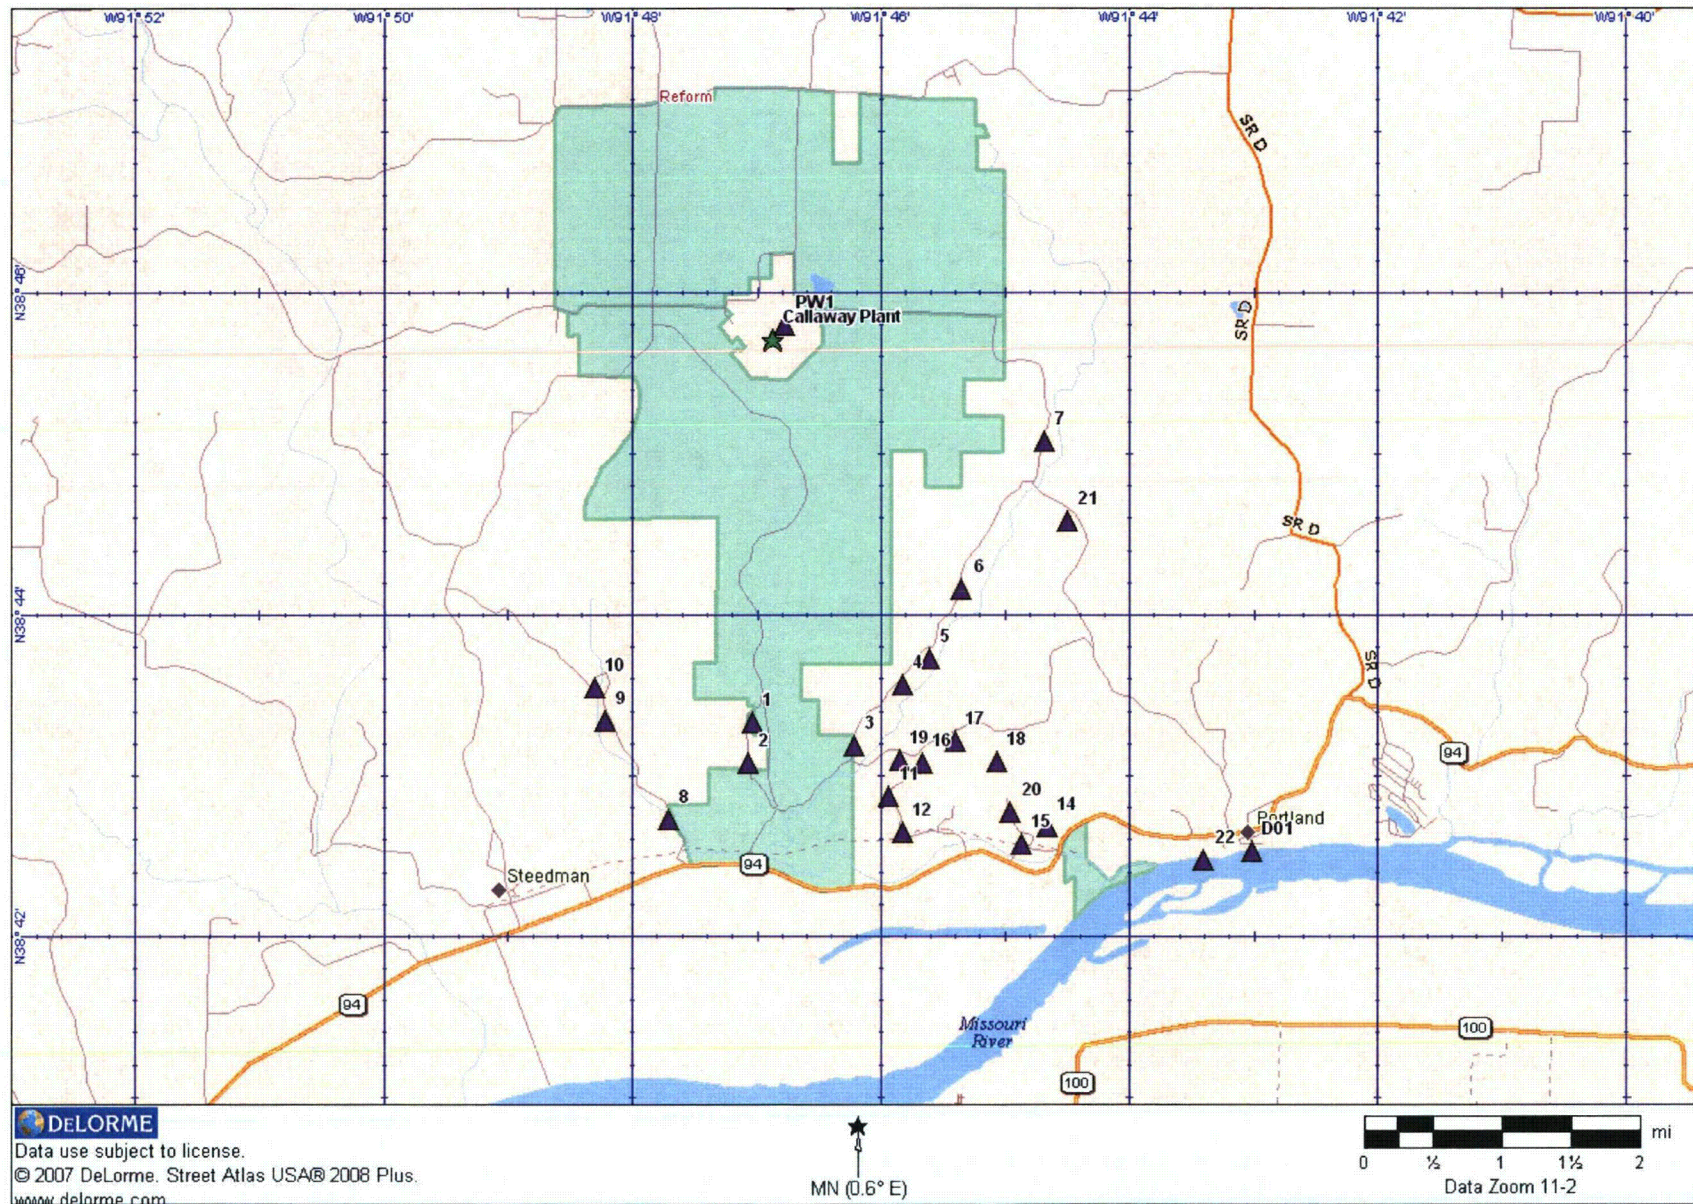 W91°52'
W91°50'
W91°48'
W91°46'
W91°44'
W91°42'
W91°40'
Reform
SR D
N38°46'
PW1
Callaway Plant
SR D
7
21
SR D
6
N38°44'
5
10
4
SR D
9
1
17
3
2
19
16
18
94
11
8
20
12
14
Portland
15
22
D01
94
Steedman
N38°42'
94
Missouri
River
100
100
DELORME
Data use subject to license.
© 2007 DeLorme. Street Atlas USA® 2008 Plus.
www.delorme.com
MN (0.6° E)
mi
0 ½ 1 1½ 2
Data Zoom 11-2